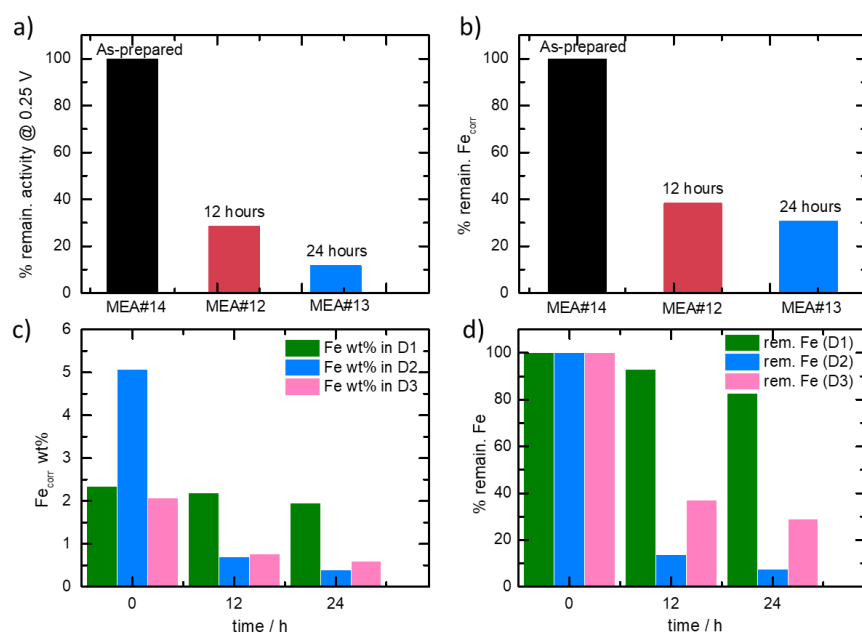 a)
As-prepared
12 hours
24 hours
% remain. activity @ 0.25 V
100
80
60
40
20
0
MEA#14 MEA#12 MEA#13
b)
As-prepared
12 hours
24 hours
% remain. Fecorr
100
80
60
40
20
0
MEA#14 MEA#12 MEA#13
c)
Fe wt% in D1
Fe wt% in D2
Fe wt% in D3
Fecorr wt%
6
5
4
3
2
1
0
0 12 24
time / h
d)
rem. Fe (D1)
rem. Fe (D2)
rem. Fe (D3)
% remain. Fe
100
80
60
40
20
0
0 12 24
time / h